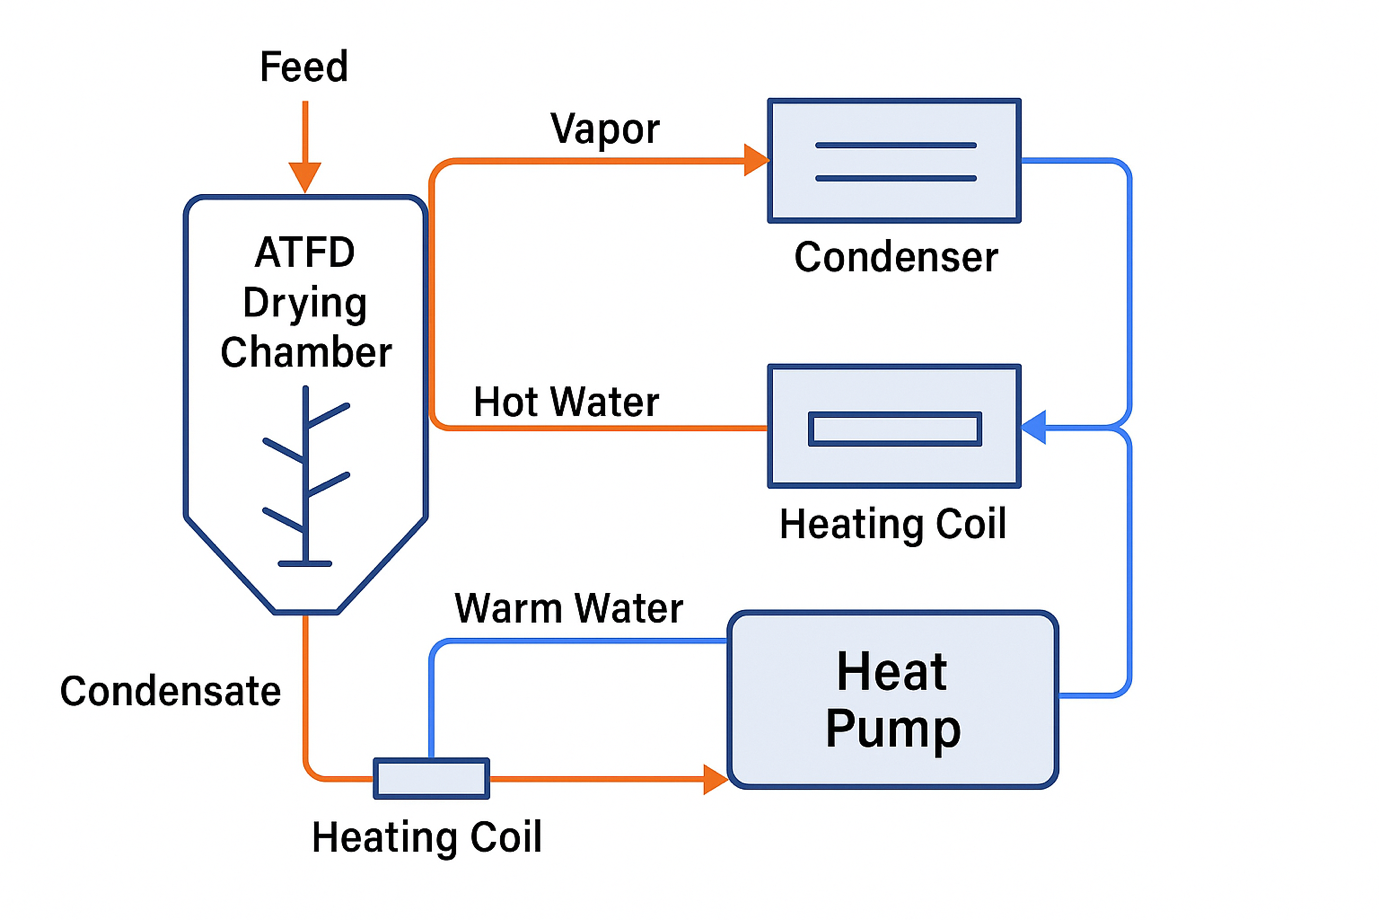 Feed
Vapor
ATFD
Drying
Chamber
Condenser
Hot Water
Heating Coil
Warm Water
Heat
Pump
Condensate
Heating Coil